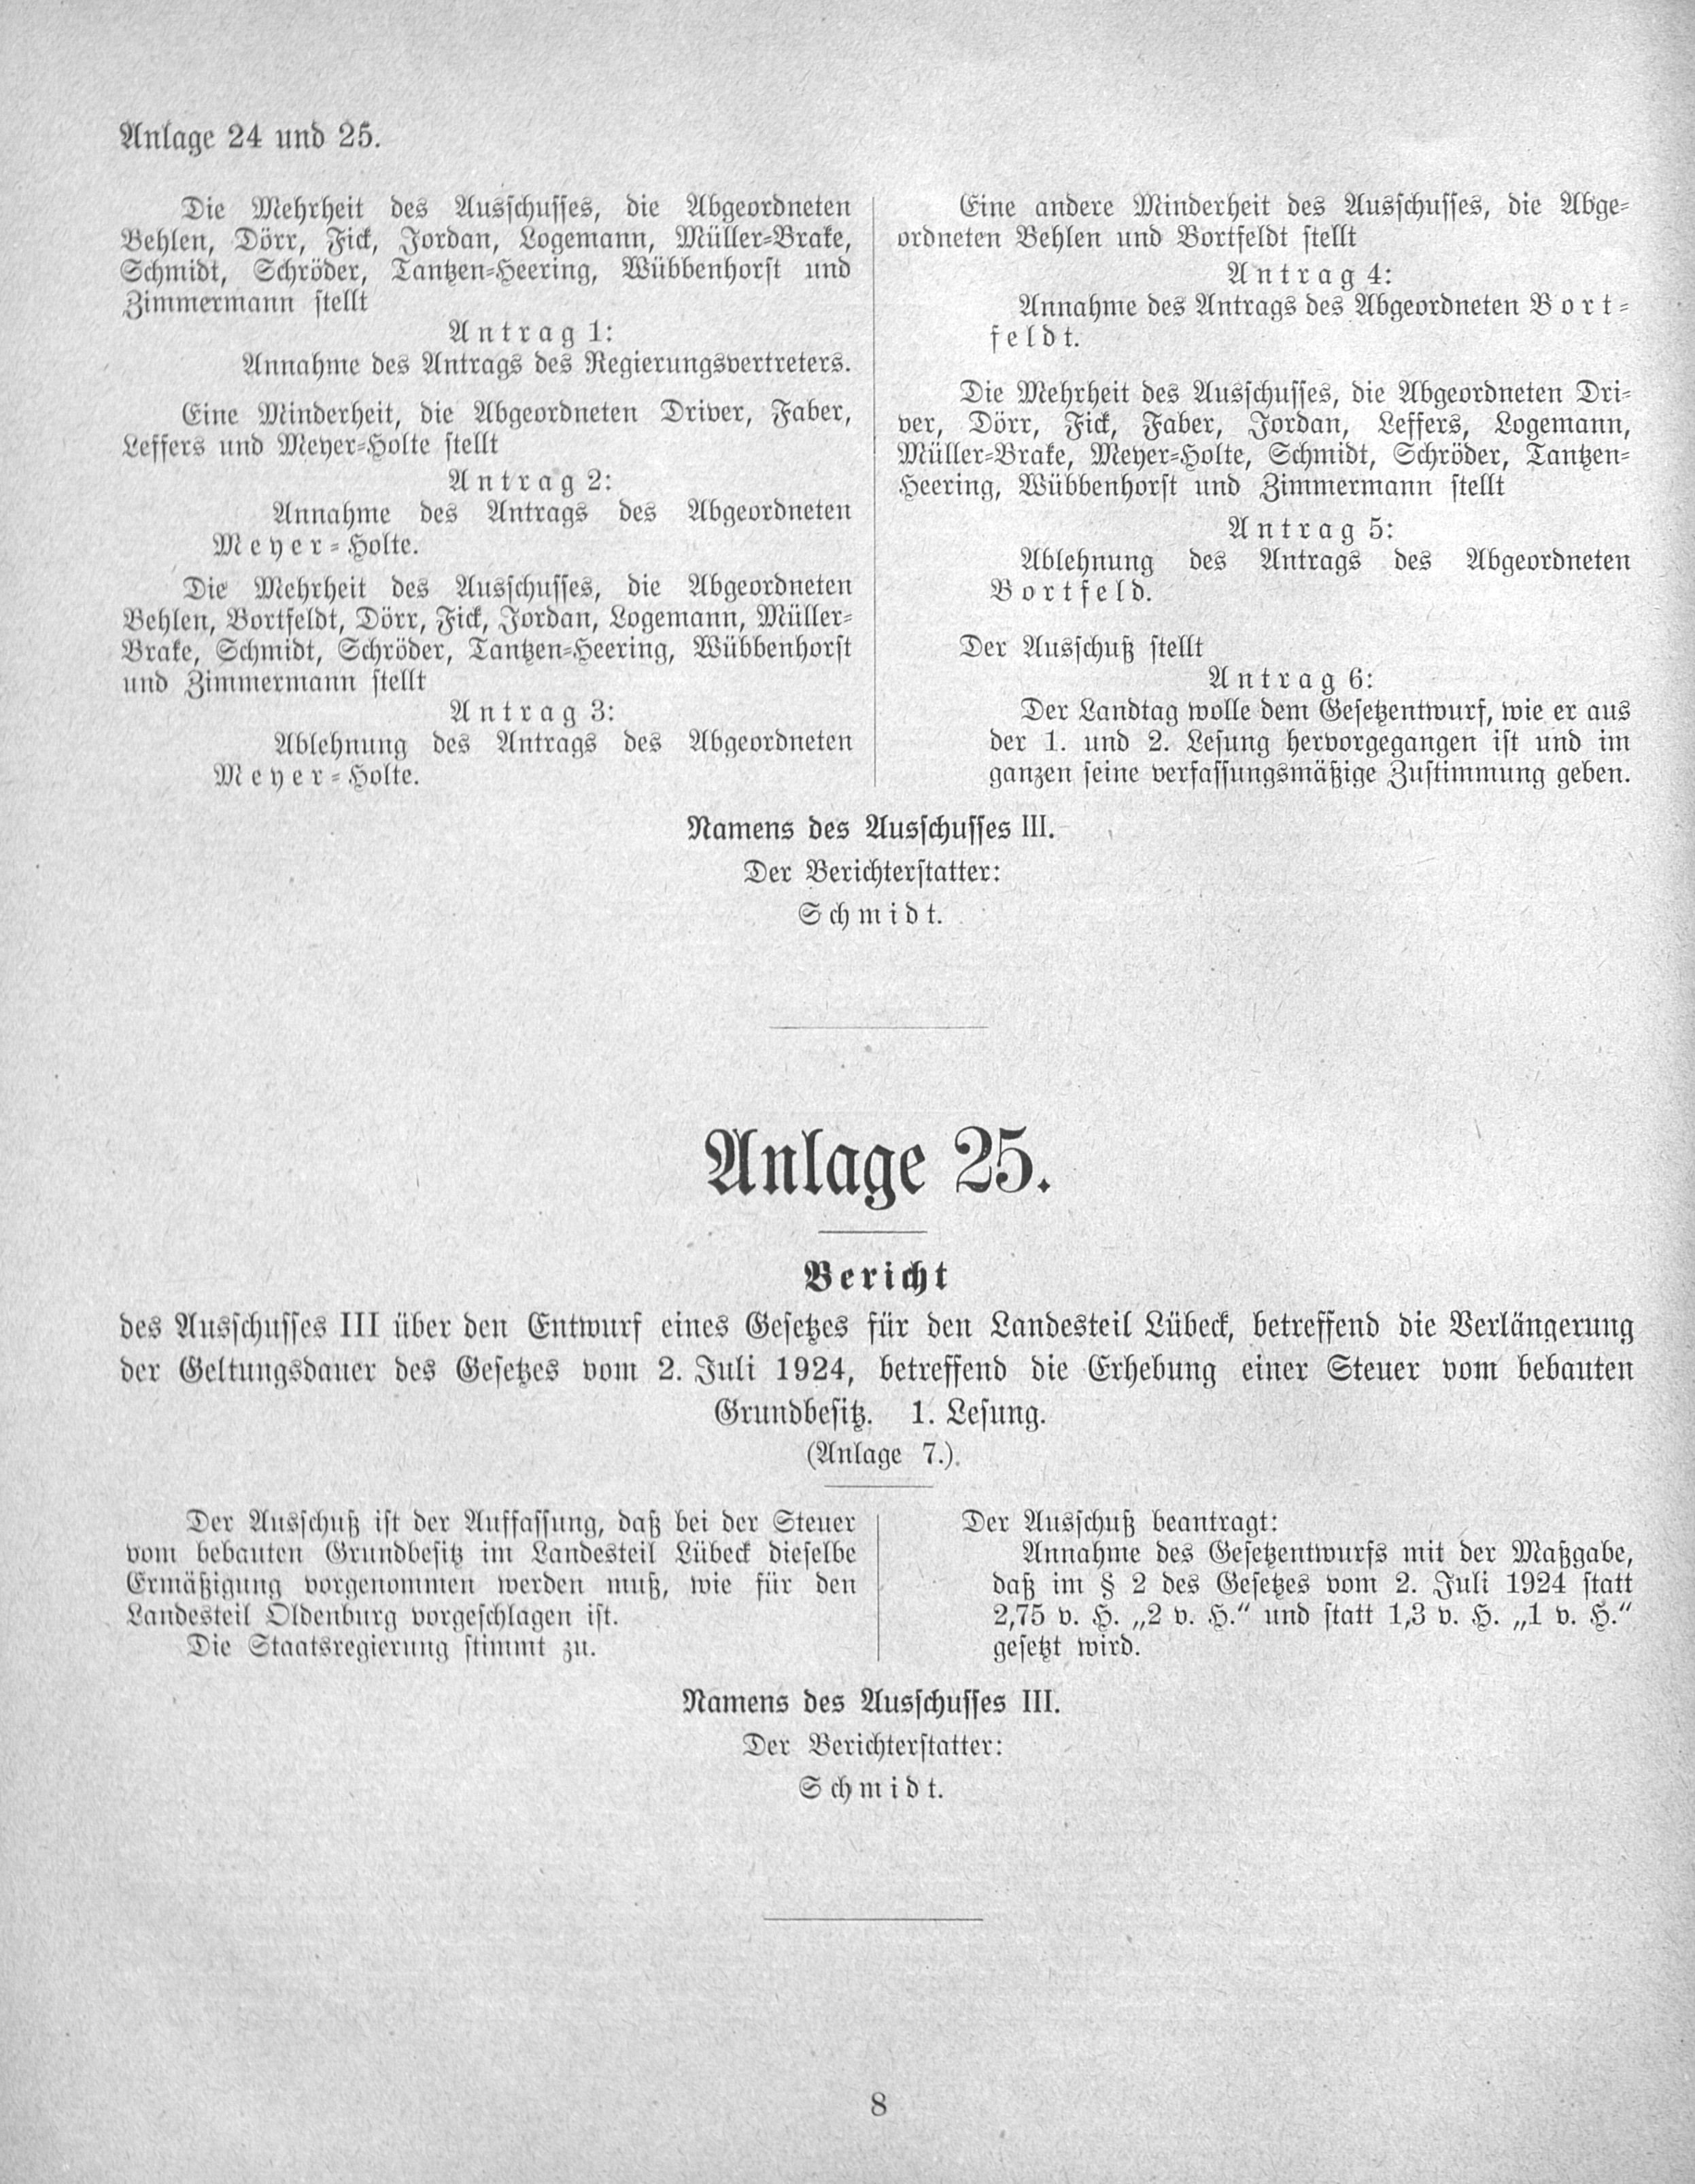 Anlage 24 und 25.
Die Mehrheit des Ausschusses, die Abgeordneten
Behlen, Dörr, Fick, Jordan, Logemann, Müller-Brake,
Schmidt, Schröder, Tantzen-Heering, Wübbenhorst und
Zimmermann stellt
Antrag 1:
Annahme des Antrags des Regierungsvertreters.
Eine Minderheit, die Abgeordneten Driver, Faber,
Leffers und Meyer-Holte stellt
Antrag 2:
Annahme des Antrags des Abgeordneten
Meyer-Holte.
Die Mehrheit des Ausschusses, die Abgeordneten
Behlen, Bortfeldt, Dörr, Fick, Jordan, Logemann, Müller-
Brake, Schmidt, Schröder, Tantzen-Heering, Wübbenhorst
und Zimmermann stellt
Antrag 3:
Ablehnung des Antrags des Abgeordneten
Meyer-Holte.
Eine andere Minderheit des Ausschusses, die Abge-
ordneten Behlen und Bortfeldt stellt
Antrag 4:
Annahme des Antrags des Abgeordneten Bort-
feldt.
Die Mehrheit des Ausschusses, die Abgeordneten Dri-
ver, Dörr, Fick, Faber, Jordan, Leffers, Logemann,
Müller-Brake, Meyer-Holte, Schmidt, Schröder, Tantzen-
Heering, Wübbenhorst und Zimmermann stellt
Antrag 5:
Ablehnung des Antrags des Abgeordneten
Bortfeld.
Der Ausschuß stellt
Antrag 6:
Der Landtag wolle dem Gesetzentwurf, wie er aus
der 1. und 2. Lesung hervorgegangen ist und im
ganzen seine verfassungsmäßige Zustimmung geben.
Namens des Ausschusses III.
Der Berichterstatter:
Schmidt.
Anlage 25.
Bericht
des Ausschusses III über den Entwurf eines Gesetzes für den Landesteil Lübeck, betreffend die Verlängerung
der Geltungsdauer des Gesetzes vom 2. Juli 1924, betreffend die Erhebung einer Steuer vom bebauten
Grundbesitz. 1. Lesung.
(Anlage 7.)
Der Ausschuß ist der Auffassung, daß bei der Steuer
vom bebauten Grundbesitz im Landesteil Lübeck dieselbe
Ermäßigung vorgenommen werden muß, wie für den
Landesteil Oldenburg vorgeschlagen ist.
Die Staatsregierung stimmt zu.
Der Ausschuß beantragt:
Annahme des Gesetzentwurfs mit der Maßgabe,
daß im § 2 des Gesetzes vom 2. Juli 1924 statt
2,75 v. H. „2 v. H.“ und statt 1,3 v. H. „1 v. H.“
gesetzt wird.
Namens des Ausschusses III.
Der Berichterstatter:
Schmidt.
8